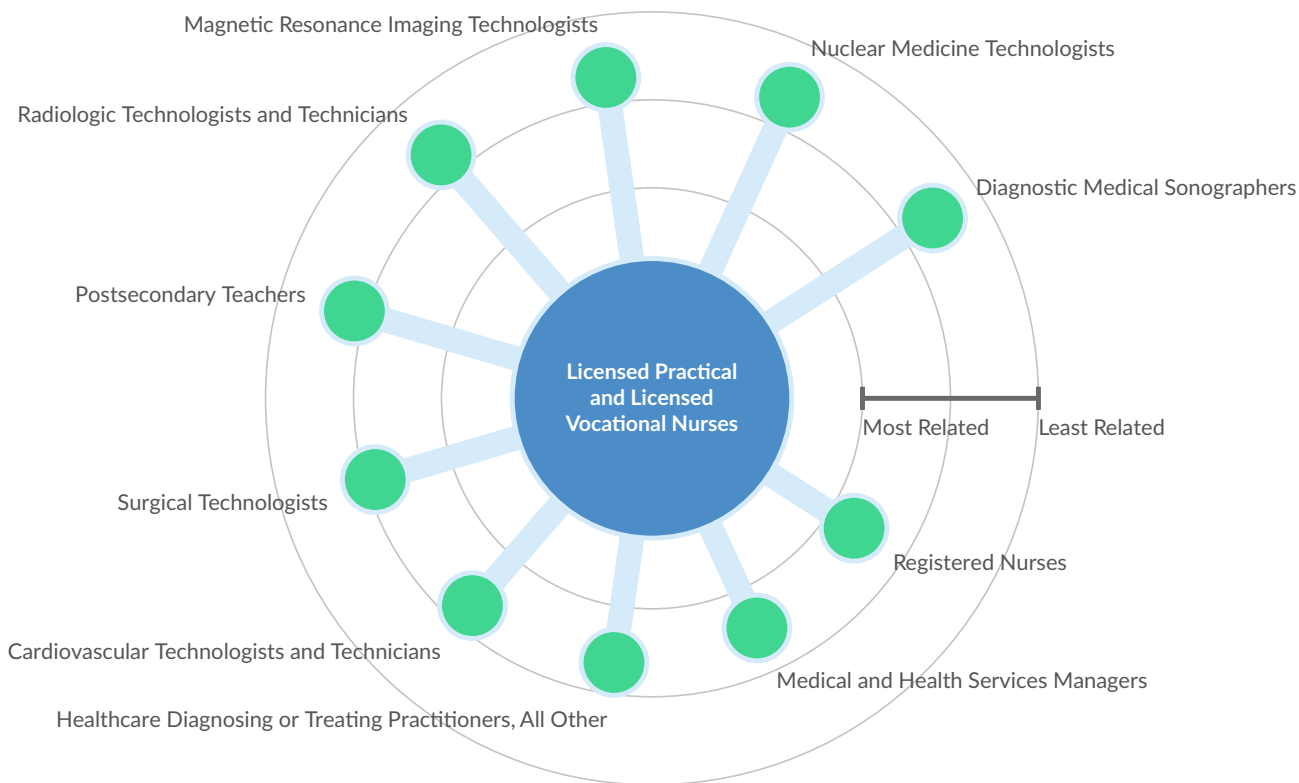 Magnetic Resonance Imaging Technologists
Nuclear Medicine Technologists
Radiologic Technologists and Technicians
Diagnostic Medical Sonographers
Postsecondary Teachers
Licensed Practical
and Licensed
Vocational Nurses
Most Related
Least Related
Surgical Technologists
Registered Nurses
Cardiovascular Technologists and Technicians
Medical and Health Services Managers
Healthcare Diagnosing or Treating Practitioners, All Other